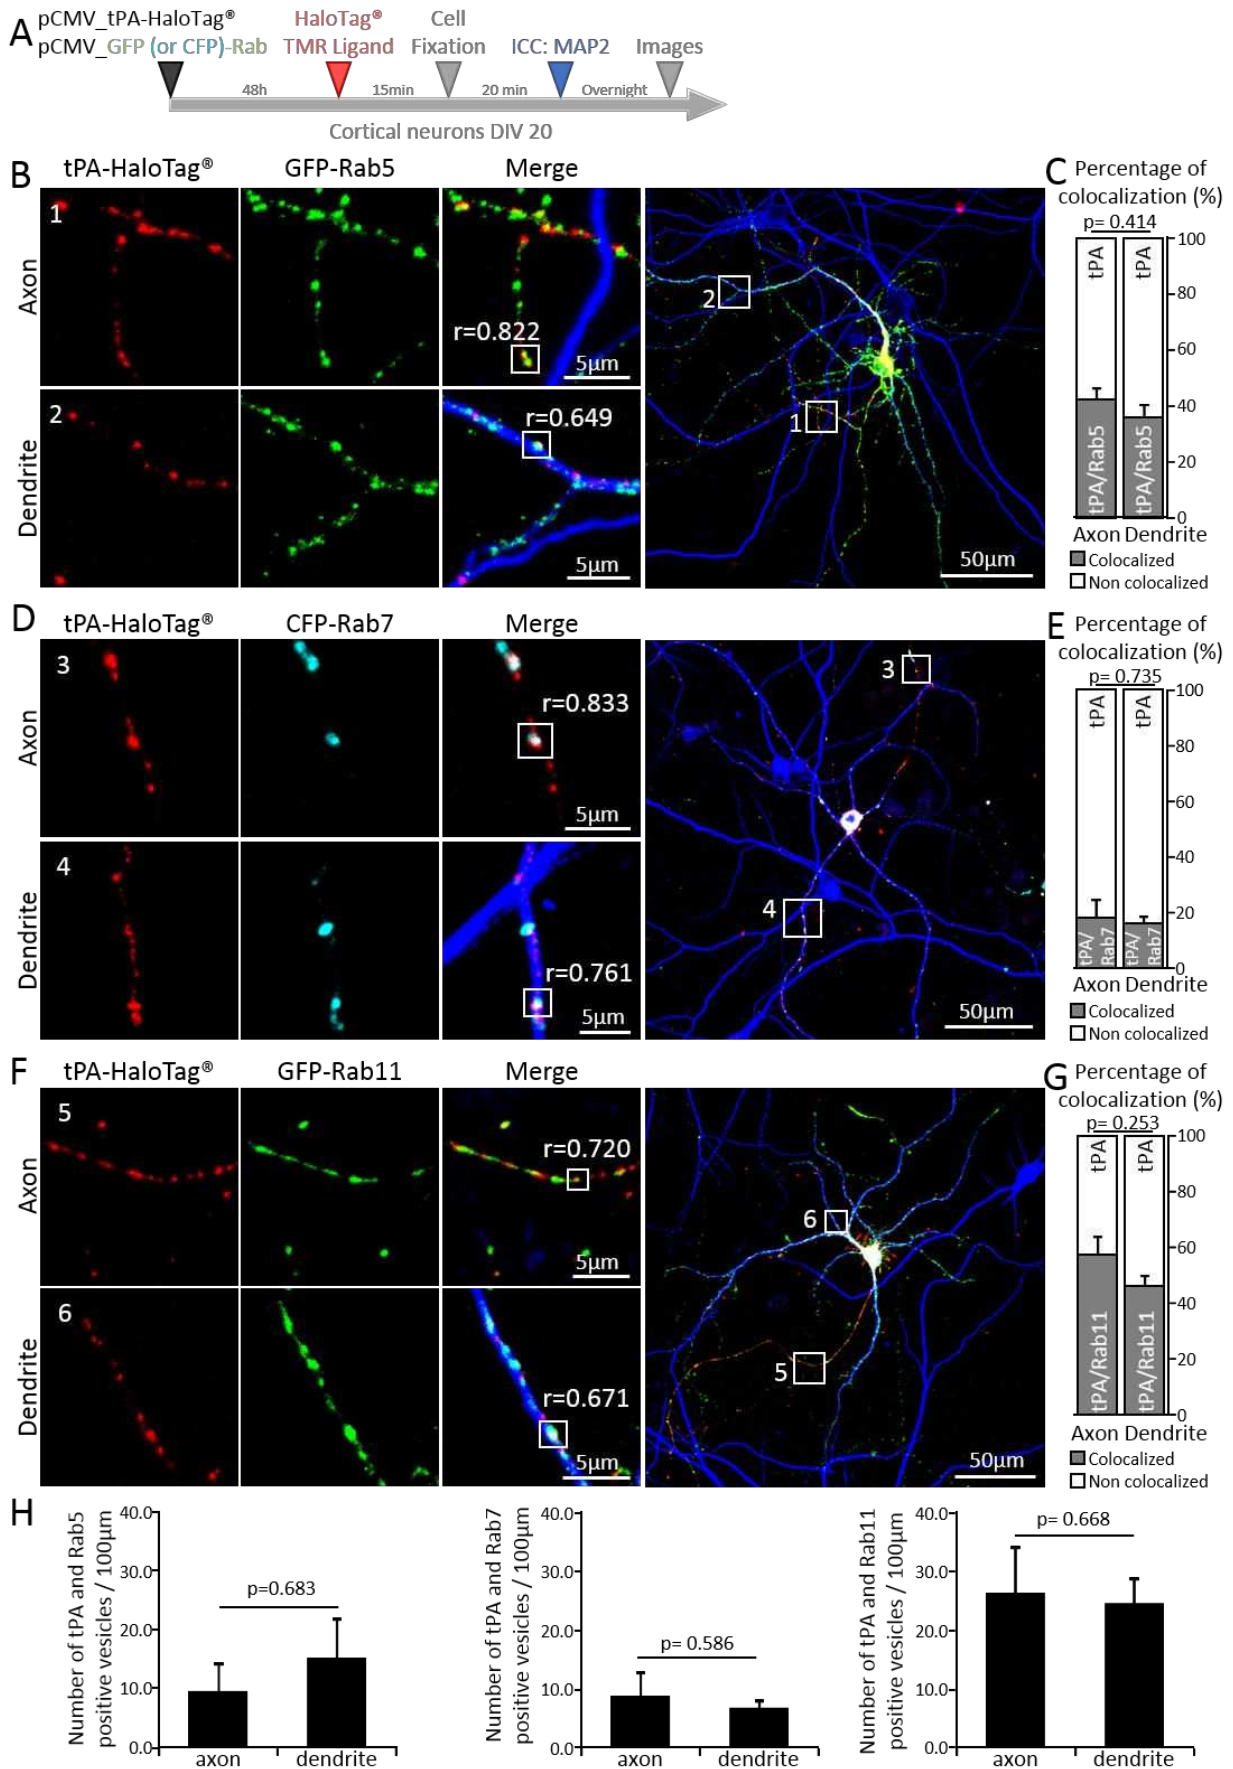 A
pCMV_tPA-HaloTag®
pCMV_GFP (or CFP)-Rab
HaloTag®
TMR Ligand
Cell
Fixation
ICC: MAP2
Images
48h
15min
20 min
Overnight
Cortical neurons DIV 20
B
tPA-HaloTag®
GFP-Rab5
Merge
1
Axon
r=0.822
5µm
2
Dendrite
r=0.649
5µm
2
1
50µm
C
Percentage of
colocalization (%)
p= 0.414
100
80
60
40
20
0
tPA
tPA
tPA/Rab5
tPA/Rab5
Axon Dendrite
Colocalized
Non colocalized
D
tPA-HaloTag®
CFP-Rab7
Merge
3
Axon
r=0.833
5µm
4
Dendrite
r=0.761
5µm
3
4
50µm
E
Percentage of
colocalization (%)
p= 0.735
100
80
60
40
20
0
tPA
tPA
tPA/
Rab7
tPA/
Rab7
Axon Dendrite
Colocalized
Non colocalized
F
tPA-HaloTag®
GFP-Rab11
Merge
5
Axon
r=0.720
5µm
6
Dendrite
r=0.671
5µm
6
5
50µm
G
Percentage of
colocalization (%)
p= 0.253
100
80
60
40
20
0
tPA
tPA
tPA/Rab11
tPA/Rab11
Axon Dendrite
Colocalized
Non colocalized
H
Number of tPA and Rab5
positive vesicles / 100µm
40.0
30.0
20.0
10.0
0.0
p=0.683
axon
dendrite
Number of tPA and Rab7
positive vesicles / 100µm
40.0
30.0
20.0
10.0
0.0
p= 0.586
axon
dendrite
Number of tPA and Rab11
positive vesicles / 100µm
40.0
30.0
20.0
10.0
0.0
p= 0.668
axon
dendrite